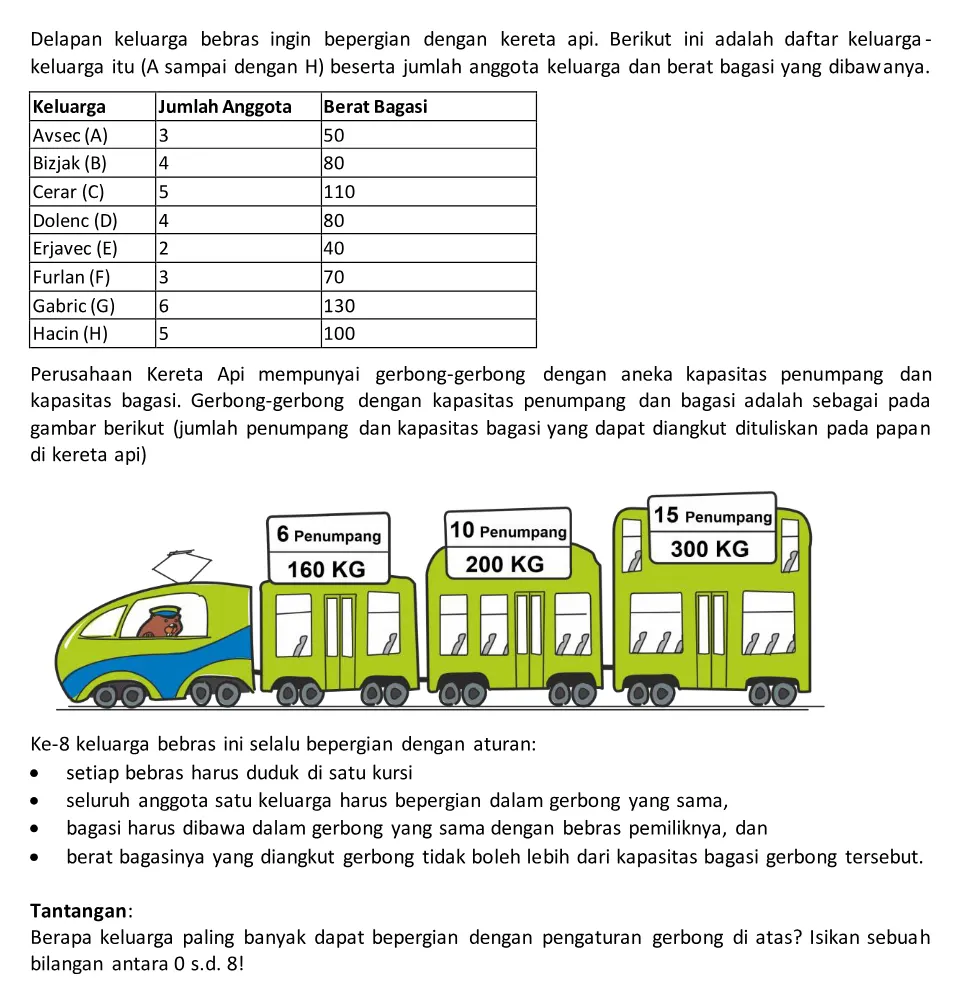 Delapan keluarga bebras ingin bepergian dengan kereta api. Berikut ini adalah daftar keluarga-
keluarga itu (A sampai dengan H) beserta jumlah anggota keluarga dan berat bagasi yang dibawanya.
Keluarga Jumlah Anggota Berat Bagasi
Avsec (A) 3 50
Bizjak (B) 4 80
Cerar (C) 5 110
Dolenc (D) 4 80
Erjavec (E) 2 40
Furlan (F) 3 70
Gabric (G) 6 130
Hacin (H) 5 100
Perusahaan Kereta Api mempunyai gerbong-gerbong dengan aneka kapasitas penumpang dan
kapasitas bagasi. Gerbong-gerbong dengan kapasitas penumpang dan bagasi adalah sebagai pada
gambar berikut (jumlah penumpang dan kapasitas bagasi yang dapat diangkut dituliskan pada papan
di kereta api)
6 Penumpang
160 KG
10 Penumpang
200 KG
15 Penumpang
300 KG
Ke-8 keluarga bebras ini selalu bepergian dengan aturan:
• setiap bebras harus duduk di satu kursi
• seluruh anggota satu keluarga harus bepergian dalam gerbong yang sama,
• bagasi harus dibawa dalam gerbong yang sama dengan bebras pemiliknya, dan
• berat bagasinya yang diangkut gerbong tidak boleh lebih dari kapasitas bagasi gerbong tersebut.
Tantangan:
Berapa keluarga paling banyak dapat bepergian dengan pengaturan gerbong di atas? Isikan sebuah
bilangan antara 0 s.d. 8!